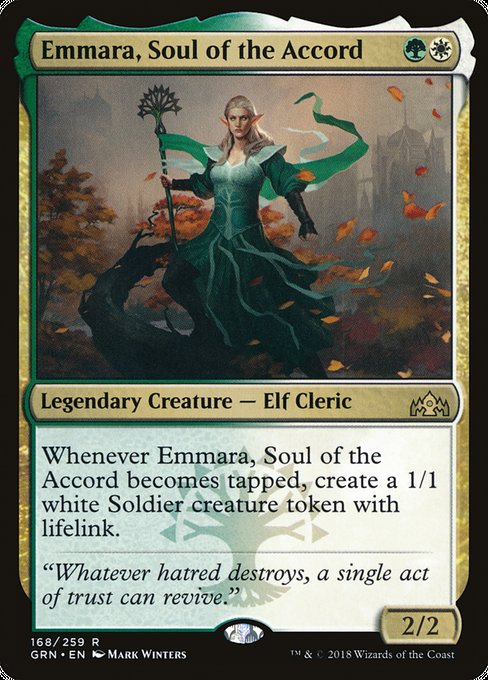 Emmara, Soul of the Accord
Legendary Creature — Elf Cleric
Whenever Emmara, Soul of the
Accord becomes tapped, create a 1/1
white Soldier creature token with
lifelink.
“Whatever hatred destroys, a single act
of trust can revive.”
2/2
168/259 R
GRN • EN Mark Winters
™ & © 2018 Wizards of the Coast